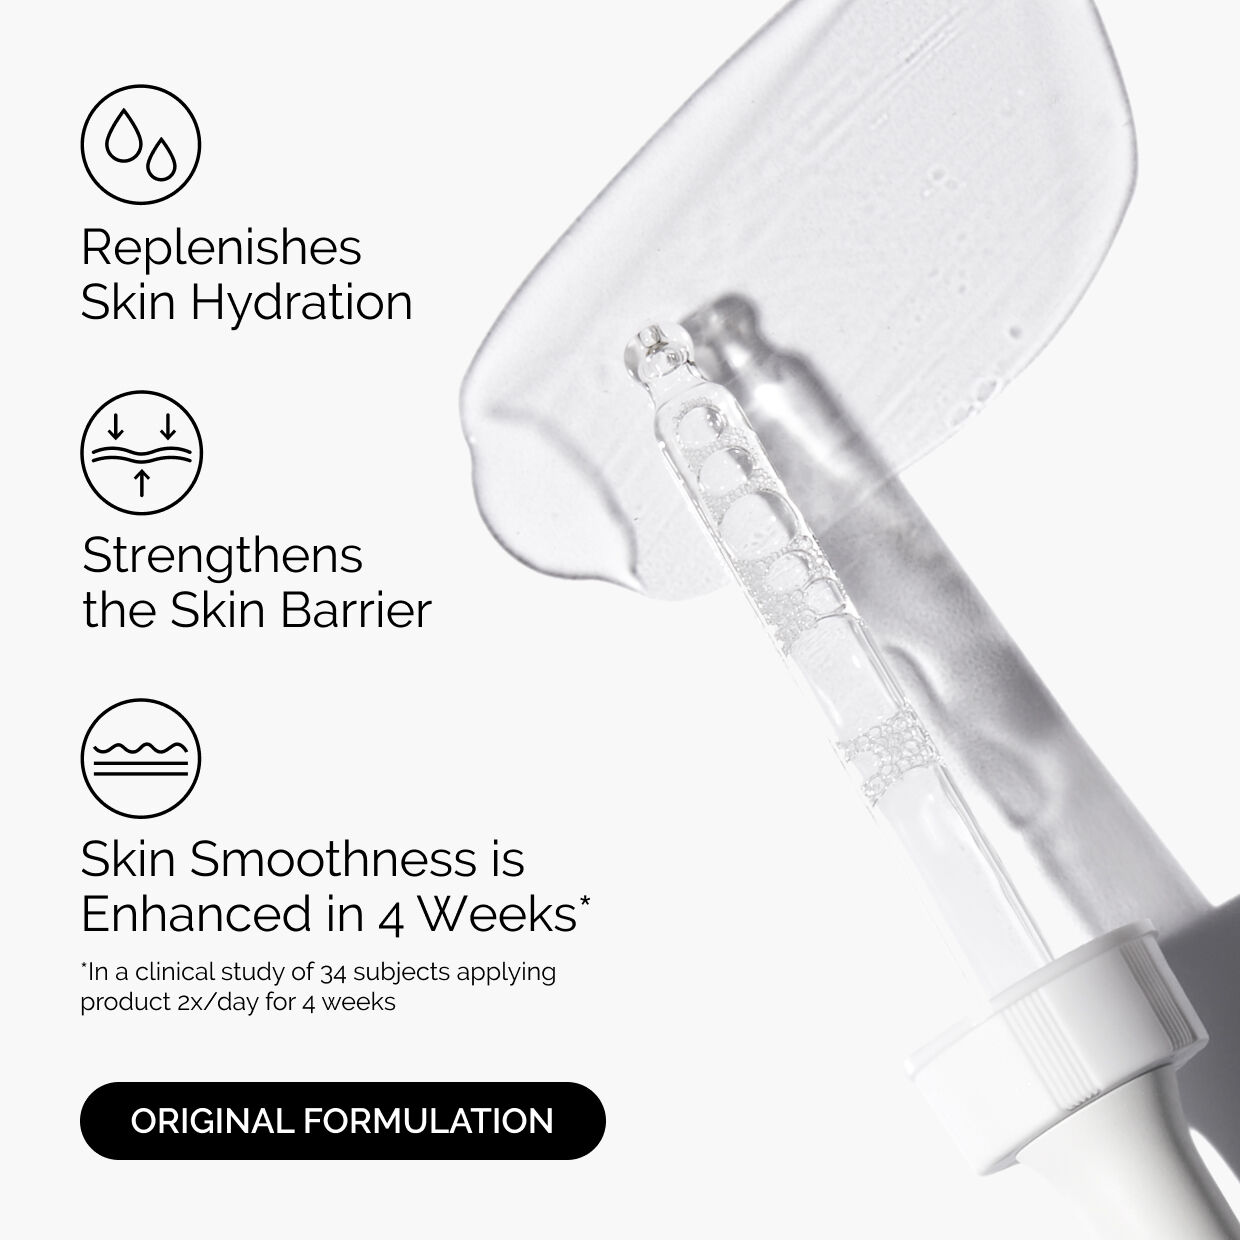 Replenishes
Skin Hydration
Strengthens
the Skin Barrier
Skin Smoothness is
Enhanced in 4 Weeks*
*In a clinical study of 34 subjects applying
product 2x/day for 4 weeks
ORIGINAL FORMULATION